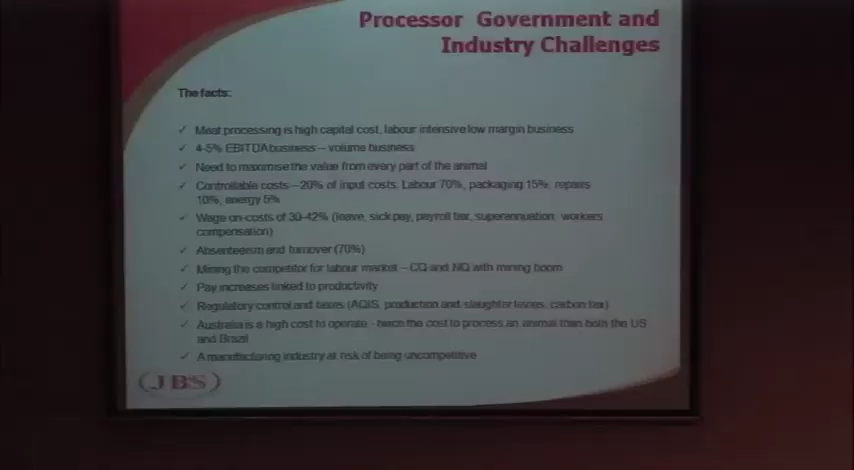 Processor Government and
Industry Challenges
The facts:
✓ Meat processing is high capital cost, labour intensive low margin business
✓ 4-5% EBITDA business – volume business
✓ Need to maximise the value from every part of the animal
✓ Controllable costs – 20% of input costs. Labour 70%, packaging 15%, repairs
10%, energy 5%
✓ Wage on-costs of 30-42% (leave, sick pay, payroll tax, superannuation, workers
compensation)
✓ Absenteeism and turnover (70%)
✓ Mining the competitor for labour market – CQ and NQ with mining boom
✓ Pay increases linked to productivity
✓ Regulatory control and taxes (AQIS, production and slaughter levies, carbon tax)
✓ Australia is a high cost to operate - twice the cost to process an animal than both the US
and Brazil
✓ A manufacturing industry at risk of being uncompetitive
JBS